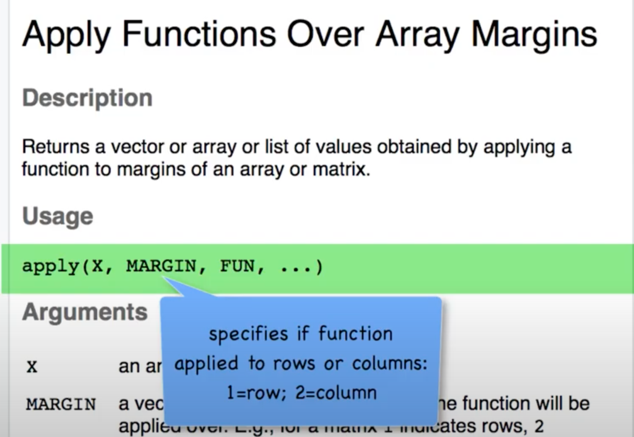 Apply Functions Over Array Margins
Description
Returns a vector or array or list of values obtained by applying a
function to margins of an array or matrix.
Usage
apply(X, MARGIN, FUN, ...)
Arguments
specifies if function
applied to rows or columns:
1=row; 2=column
X an ar
MARGIN a vec he function will be
applied over. E.g., for a matrix 1 indicates rows, 2